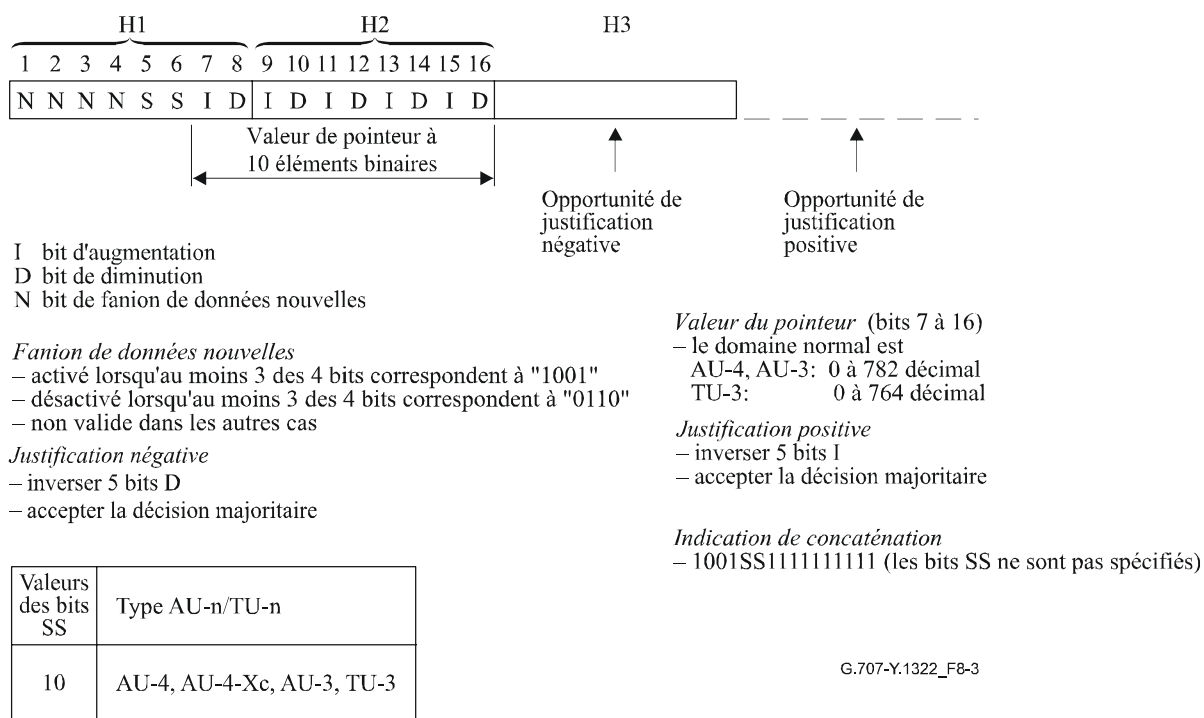 H1 H2 H3
1 2 3 4 5 6 7 8 9 10 11 12 13 14 15 16
N N N N S S I D I D I D I D I D
Valeur de pointeur à
10 éléments binaires
Opportunité de
justification
négative
Opportunité de
justification
positive
I bit d'augmentation
D bit de diminution
N bit de fanion de données nouvelles
Fanion de données nouvelles
– activé lorsqu'au moins 3 des 4 bits correspondent à "1001"
– désactivé lorsqu'au moins 3 des 4 bits correspondent à "0110"
– non valide dans les autres cas
Justification négative
– inverser 5 bits D
– accepter la décision majoritaire
Valeur du pointeur (bits 7 à 16)
– le domaine normal est
AU-4, AU-3: 0 à 782 décimal
TU-3: 0 à 764 décimal
Justification positive
– inverser 5 bits I
– accepter la décision majoritaire
Indication de concaténation
– 1001SS1111111111 (les bits SS ne sont pas spécifiés)
Valeurs
des bits
SS
Type AU-n/TU-n
10 AU-4, AU-4-Xc, AU-3, TU-3
G.707-Y.1322_F8-3